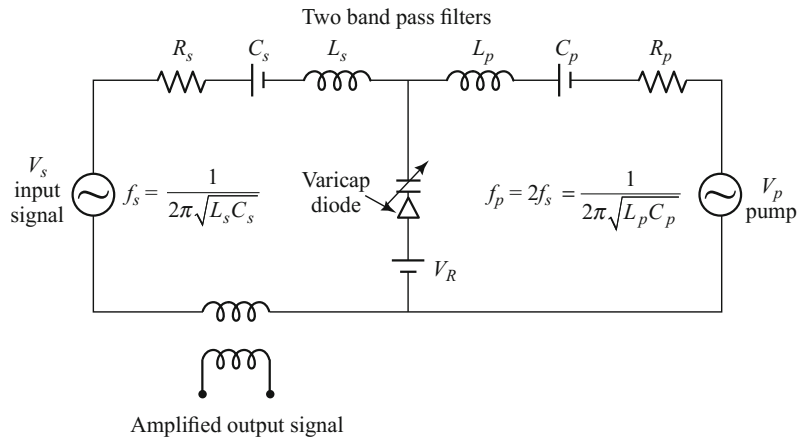 Two band pass filters
R_s
C_s
L_s
L_p
C_p
R_p
V_s
input
signal
f_s = 1 / 2π√(L_sC_s)
Varicap
diode
f_p = 2f_s = 1 / 2π√(L_pC_p)
V_p
pump
V_R
Amplified output signal